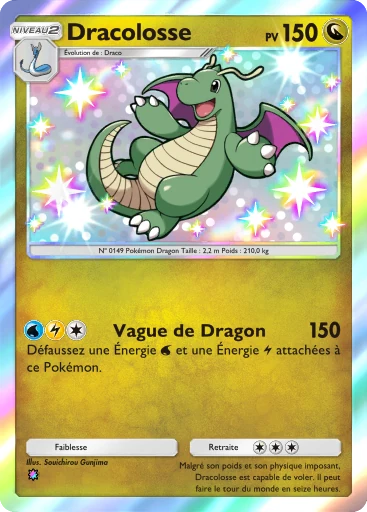 NIVEAU 2
Dracolosse
PV 150
Évolution de : Draco
N° 0149 Pokémon Dragon Taille : 2,2 m Poids : 210,0 kg
Vague de Dragon 150
Défaussez une Énergie et une Énergie attachées à
ce Pokémon.
Faiblesse
Retraite
Illus. Souichirou Gunjima
Malgré son poids et son physique imposant,
Dracolosse est capable de voler. Il peut
faire le tour du monde en seize heures.